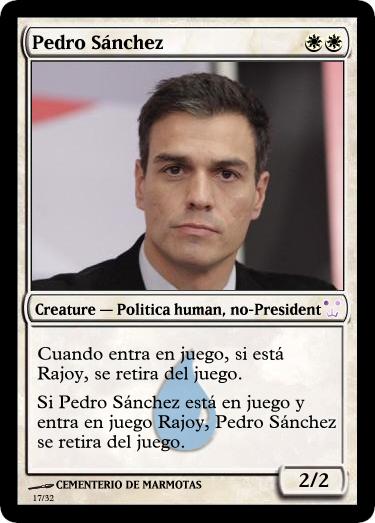 Pedro Sánchez
Creature — Politica human, no-President
Cuando entra en juego, si está
Rajoy, se retira del juego.
Si Pedro Sánchez está en juego y
entra en juego Rajoy, Pedro Sánchez
se retira del juego.
CEMENTERIO DE MARMOTAS
2/2
17/32